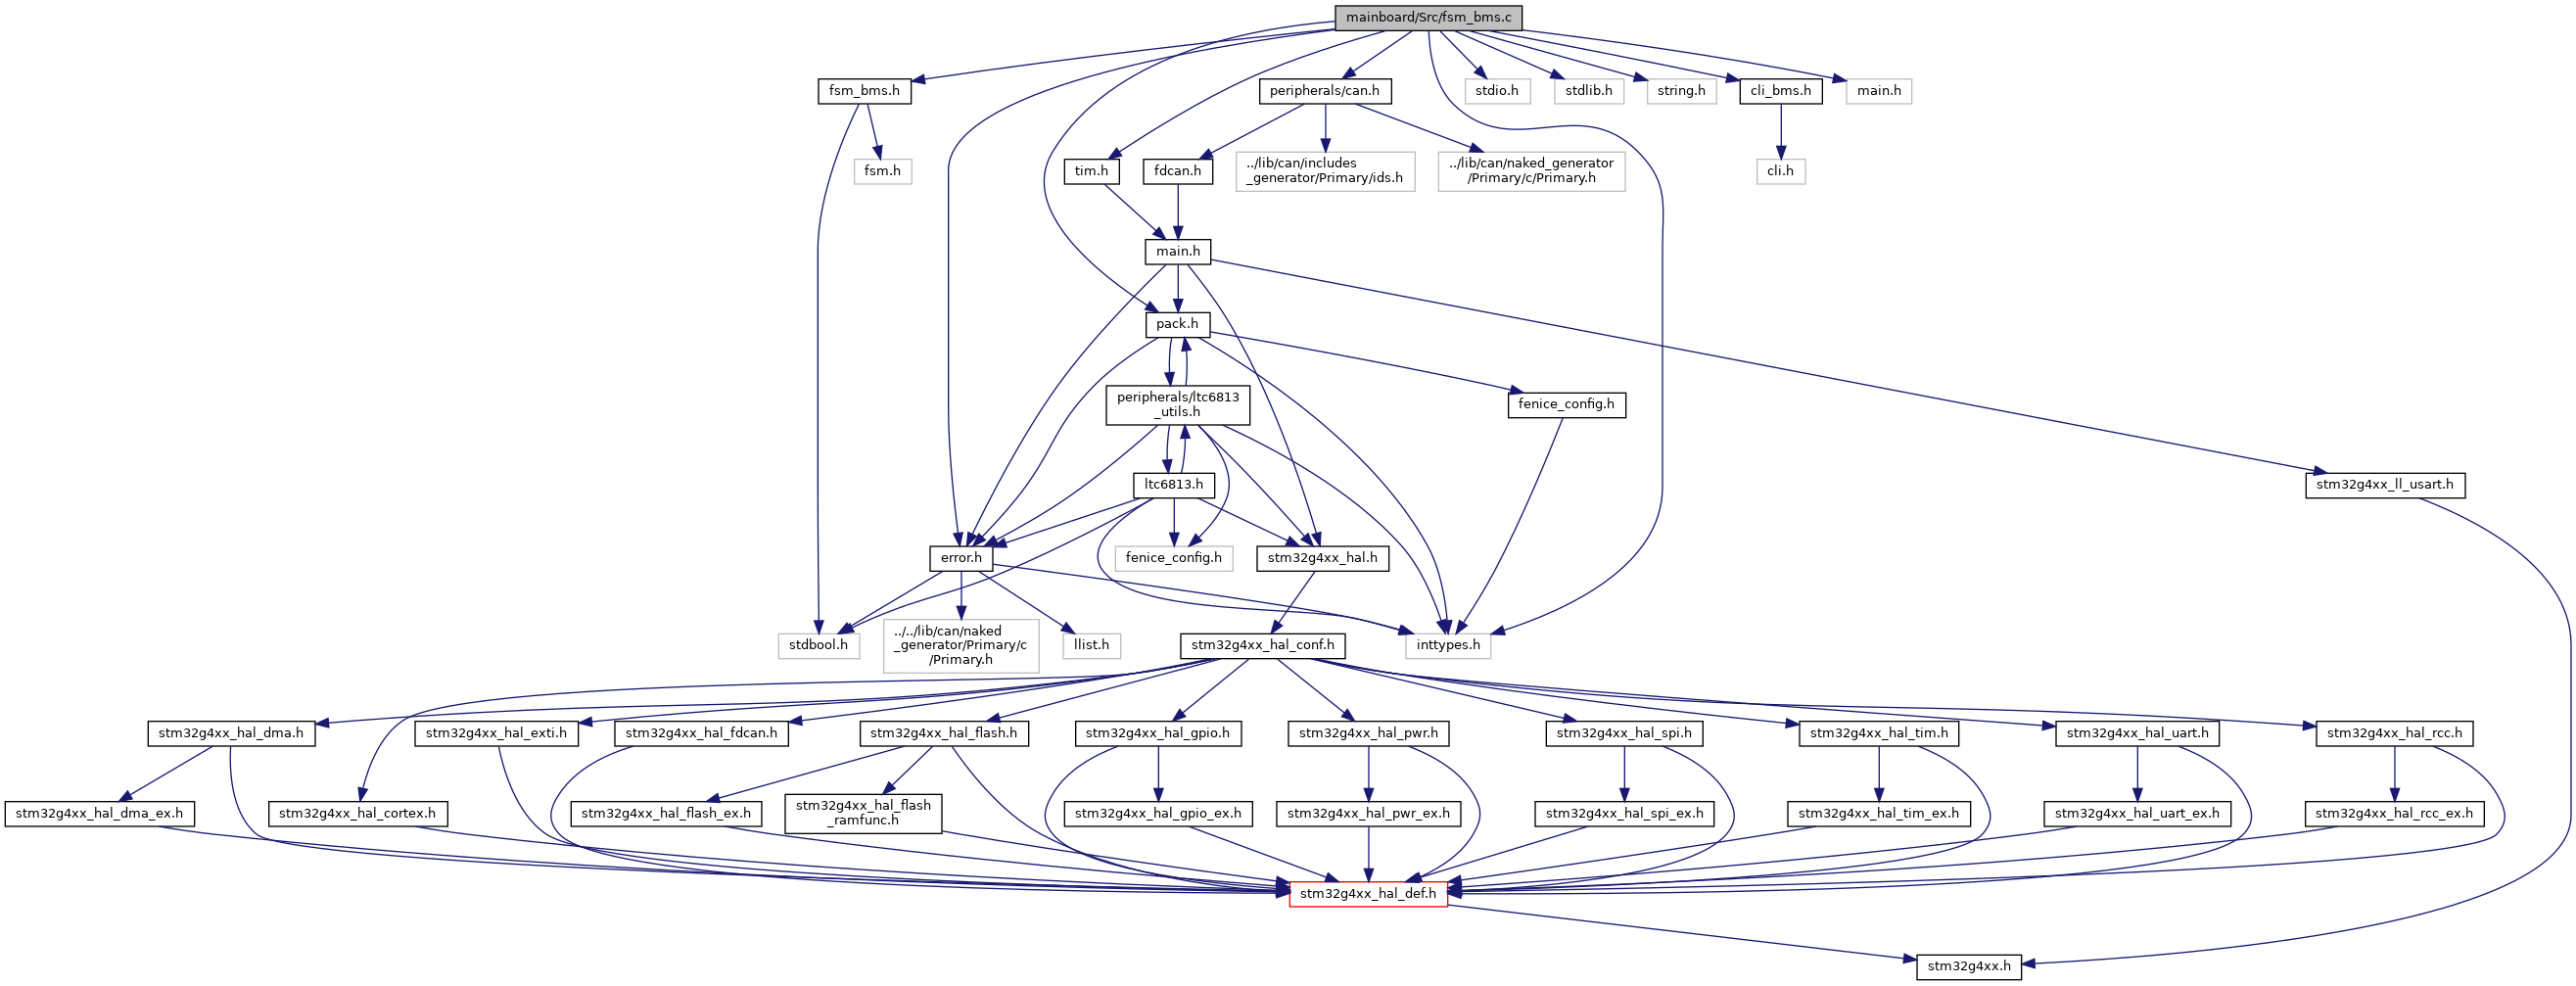 mainboard/Src/fsm_bms.c
fsm_bms.h
peripherals/can.h
stdio.h
stdlib.h
string.h
cli_bms.h
main.h
fsm.h
tim.h
fdcan.h
../lib/can/includes
_generator/Primary/ids.h
../lib/can/naked_generator
/Primary/c/Primary.h
cli.h
main.h
pack.h
peripherals/ltc6813
_utils.h
fenice_config.h
ltc6813.h
stm32g4xx_ll_usart.h
error.h
fenice_config.h
stm32g4xx_hal.h
stdbool.h
../../lib/can/naked
_generator/Primary/c
/Primary.h
llist.h
stm32g4xx_hal_conf.h
inttypes.h
stm32g4xx_hal_dma.h
stm32g4xx_hal_exti.h
stm32g4xx_hal_fdcan.h
stm32g4xx_hal_flash.h
stm32g4xx_hal_gpio.h
stm32g4xx_hal_pwr.h
stm32g4xx_hal_spi.h
stm32g4xx_hal_tim.h
stm32g4xx_hal_uart.h
stm32g4xx_hal_rcc.h
stm32g4xx_hal_dma_ex.h
stm32g4xx_hal_cortex.h
stm32g4xx_hal_flash_ex.h
stm32g4xx_hal_flash
_ramfunc.h
stm32g4xx_hal_gpio_ex.h
stm32g4xx_hal_pwr_ex.h
stm32g4xx_hal_spi_ex.h
stm32g4xx_hal_tim_ex.h
stm32g4xx_hal_uart_ex.h
stm32g4xx_hal_rcc_ex.h
stm32g4xx_hal_def.h
stm32g4xx.h